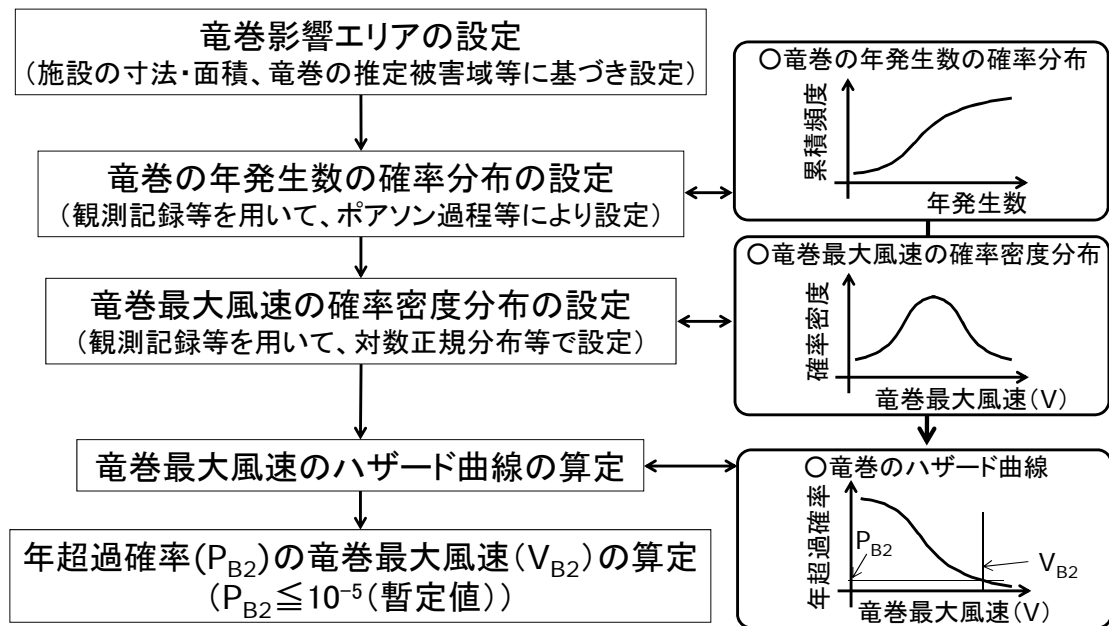 竜巻影響エリアの設定
(施設の寸法・面積、竜巻の推定被害域等に基づき設定)
竜巻の年発生数の確率分布の設定
(観測記録等を用いて、ポアソン過程等により設定)
竜巻最大風速の確率密度分布の設定
(観測記録等を用いて、対数正規分布等で設定)
竜巻最大風速のハザード曲線の算定
年超過確率(PB2)の竜巻最大風速(VB2)の算定
(PB2≦10-5(暫定値))
○竜巻の年発生数の確率分布
累積頻度
年発生数
○竜巻最大風速の確率密度分布
確率密度
竜巻最大風速(V)
○竜巻のハザード曲線
年超過確率
PB2
VB2
竜巻最大風速(V)